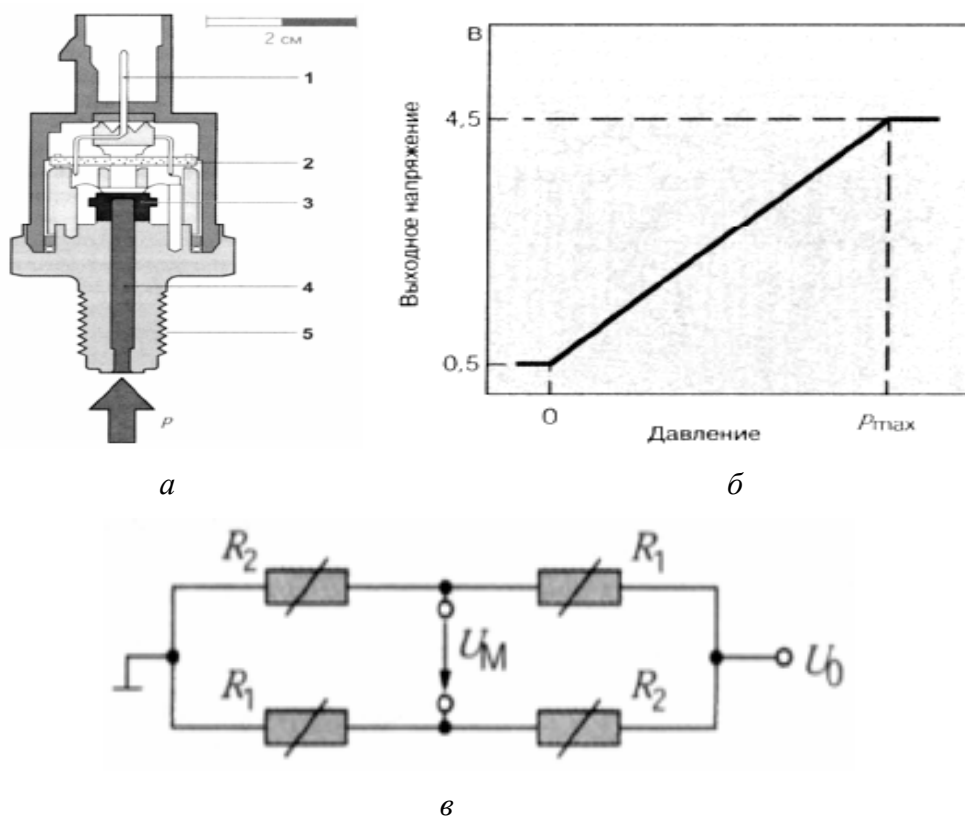 2 см
1
2
3
4
5
P
а
В
4,5
Выходное напряжение
0,5
0
Pmax
Давление
б
R2
R1
UM
U0
R1
R2
в